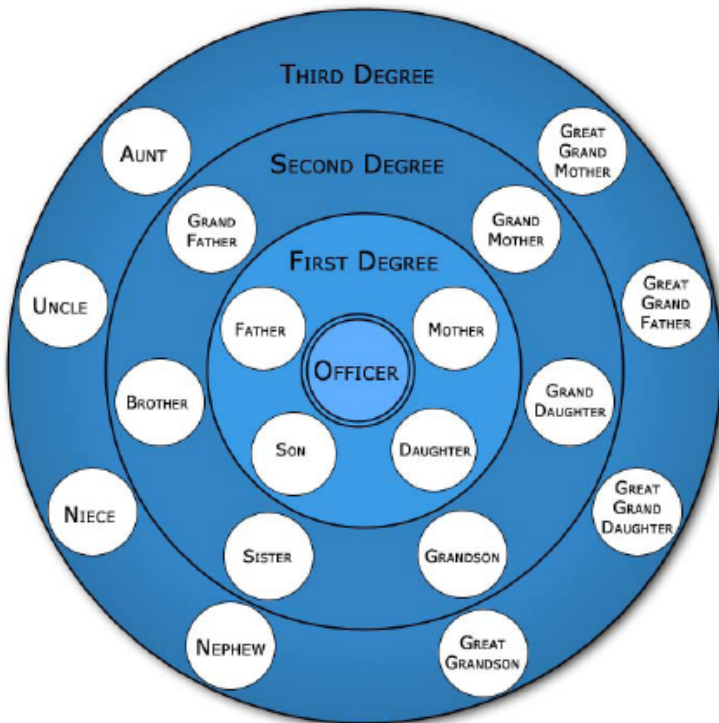 Third Degree
Aunt
Great
Grand
Mother
Second Degree
Grand
Father
Grand
Mother
First Degree
Uncle
Great
Grand
Father
Father
Mother
Officer
Brother
Grand
Daughter
Son
Daughter
Niece
Great
Grand
Daughter
Sister
Grandson
Nephew
Great
Grandson